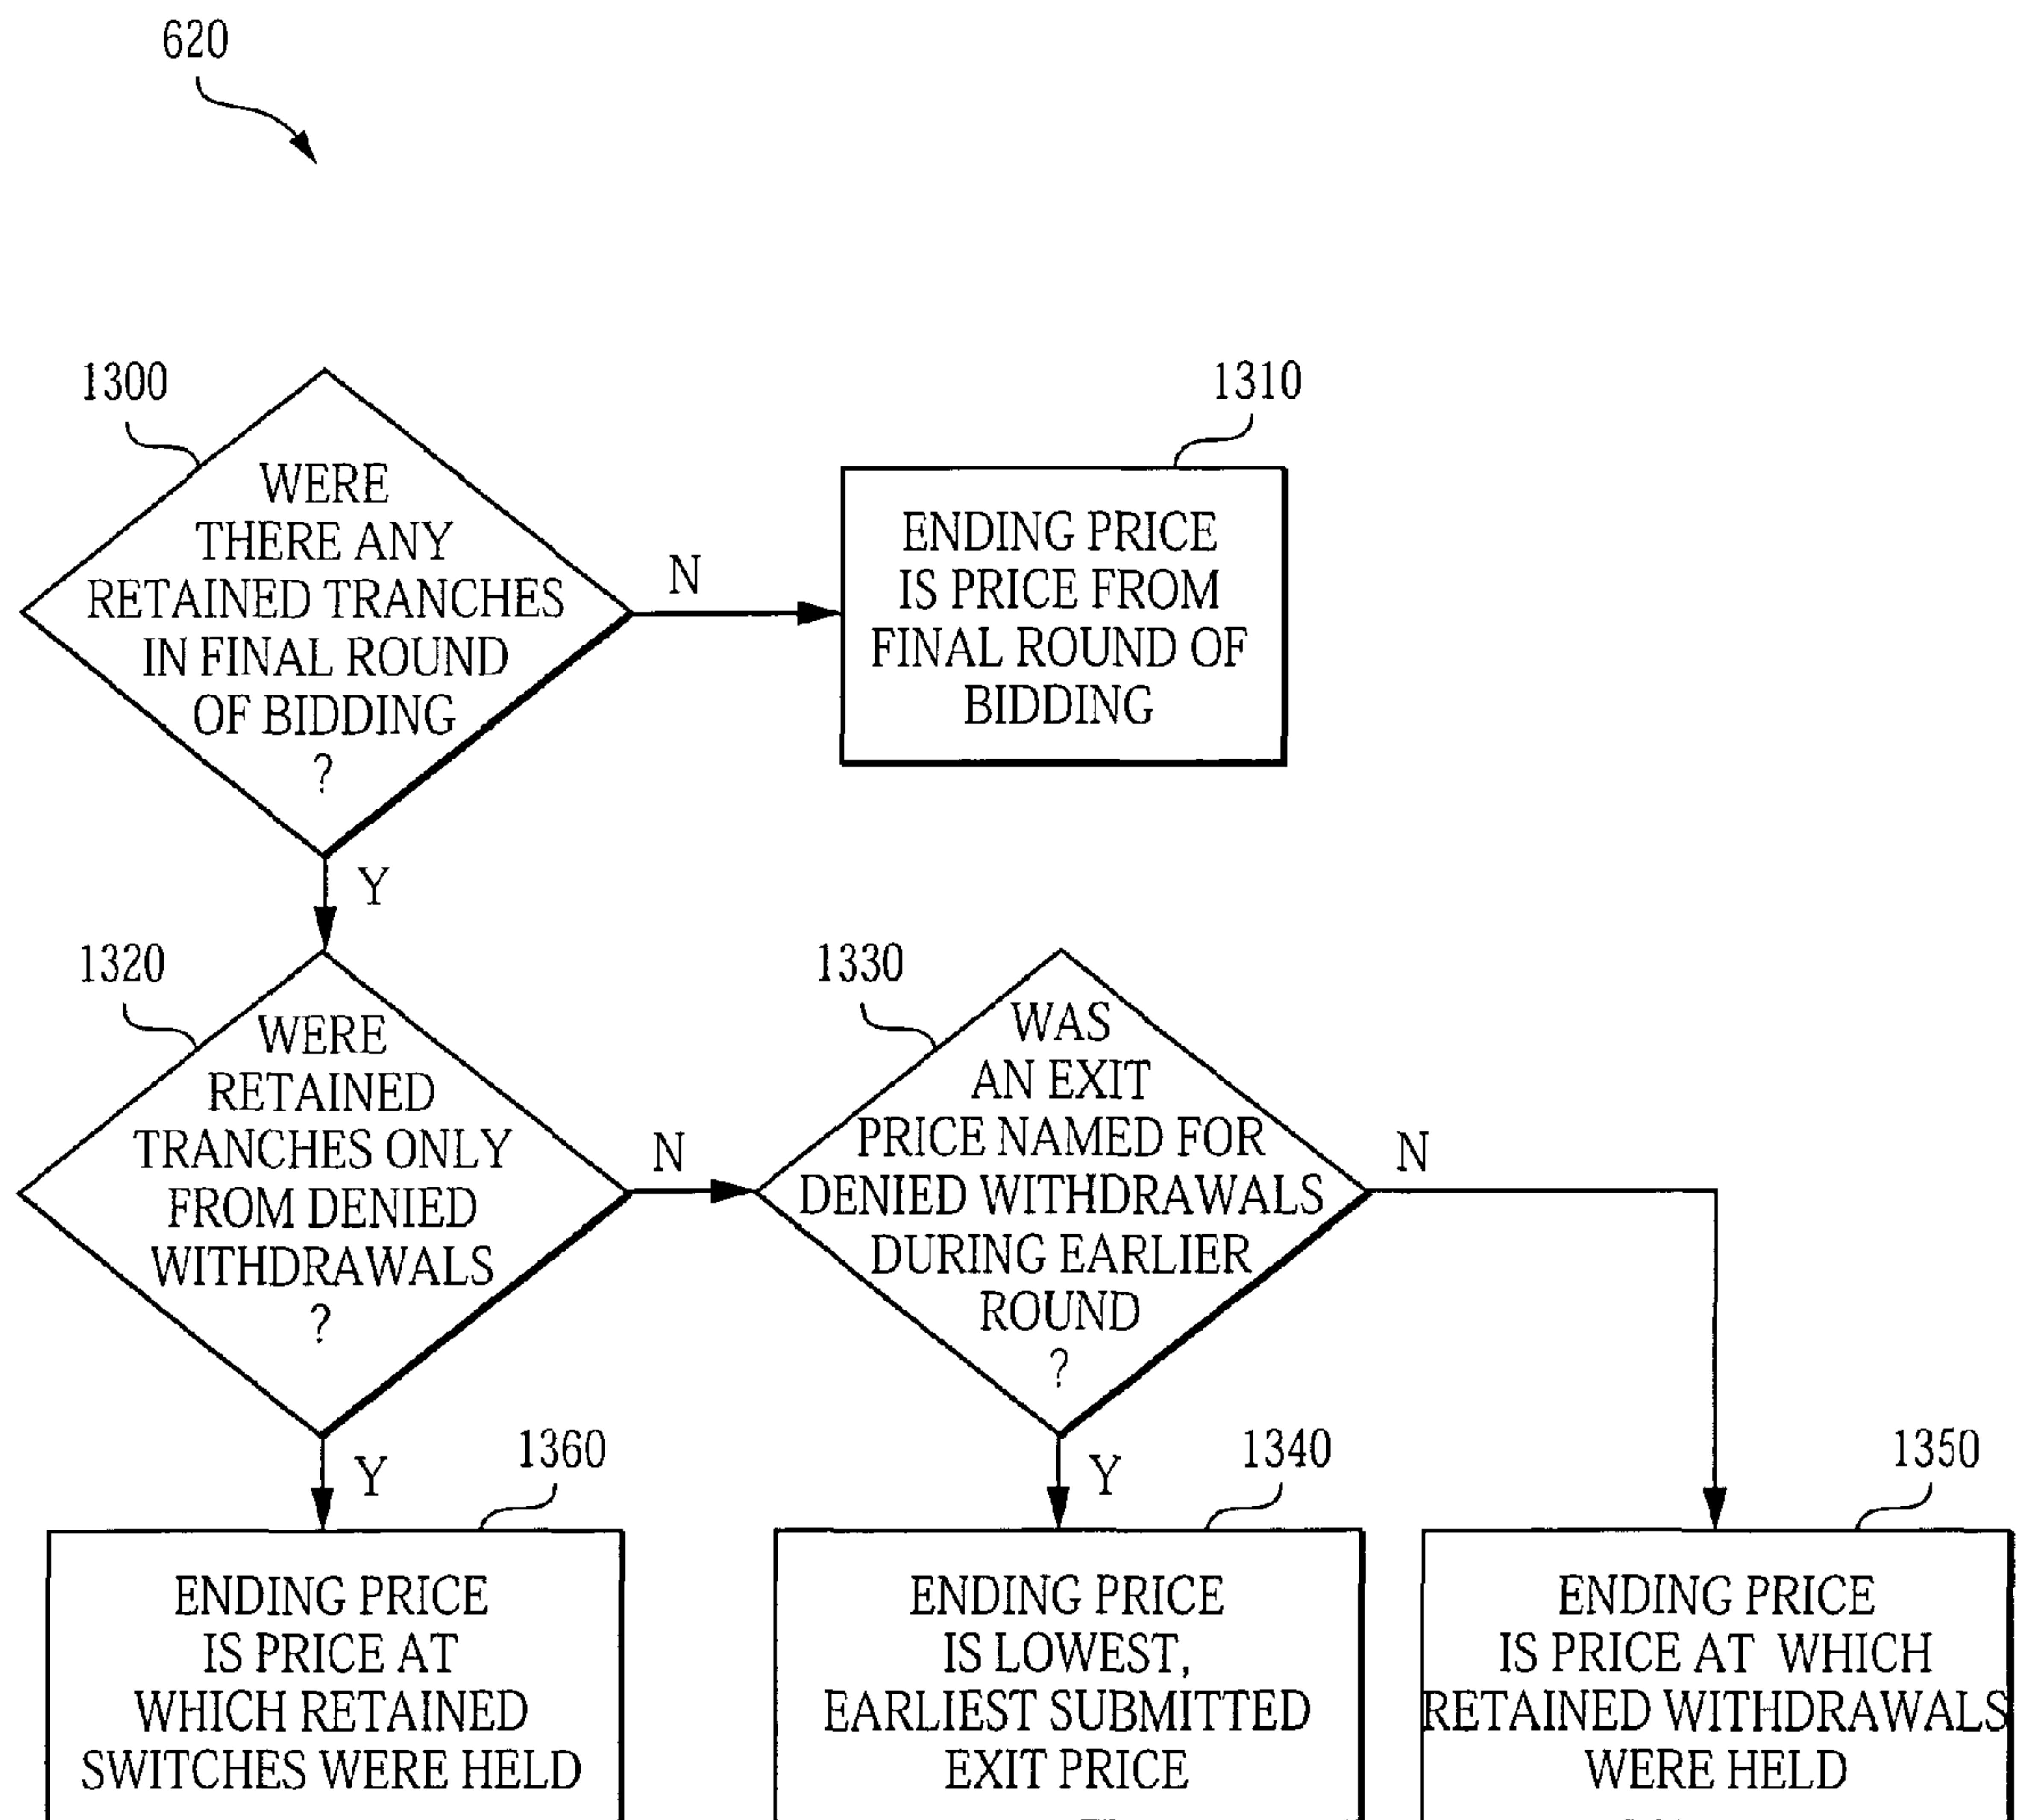 620
1300
WERE
THERE ANY
RETAINED TRANCHES
IN FINAL ROUND
OF BIDDING
?
N
1310
ENDING PRICE
IS PRICE FROM
FINAL ROUND OF
BIDDING
Y
1320
WERE
RETAINED
TRANCHES ONLY
FROM DENIED
WITHDRAWALS
?
N
1330
WAS
AN EXIT
PRICE NAMED FOR
DENIED WITHDRAWALS
DURING EARLIER
ROUND
?
N
Y
1360
ENDING PRICE
IS PRICE AT
WHICH RETAINED
SWITCHES WERE HELD
Y
1340
ENDING PRICE
IS LOWEST,
EARLIEST SUBMITTED
EXIT PRICE
1350
ENDING PRICE
IS PRICE AT WHICH
RETAINED WITHDRAWALS
WERE HELD